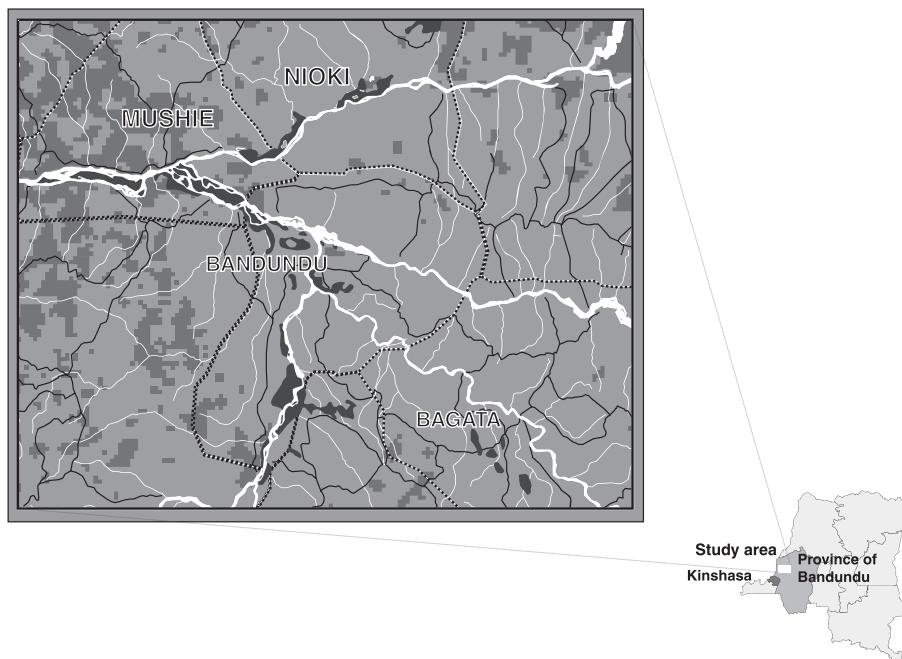 NIOKI
MUSHIE
BANDUNDU
BAGATA
Study area
Province of
Bandundu
Kinshasa